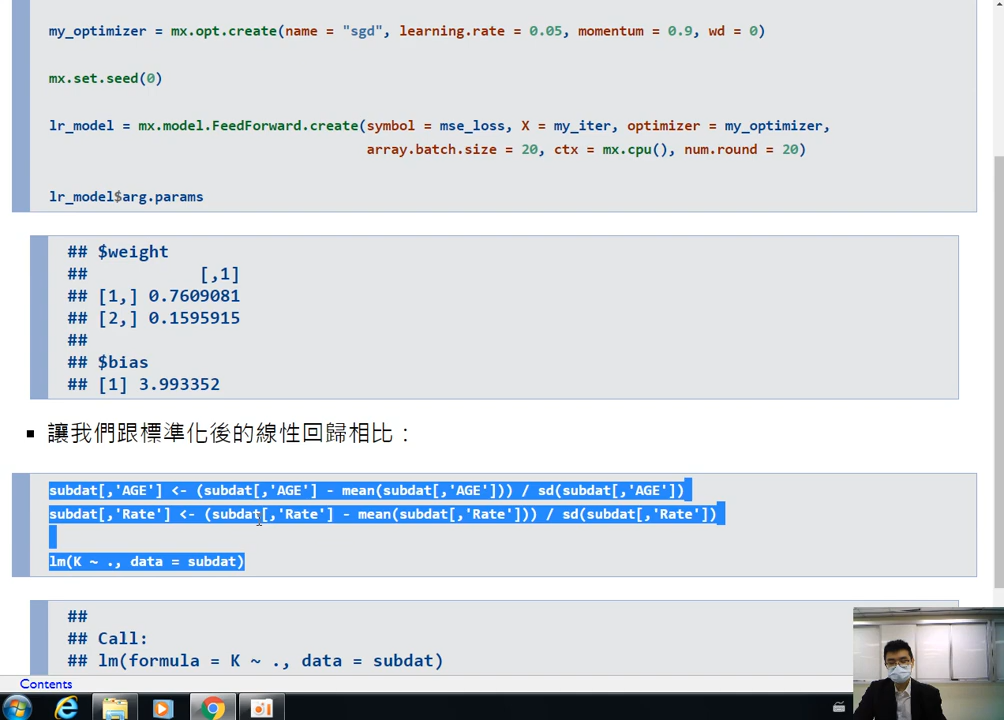 my_optimizer = mx.opt.create(name = "sgd", learning.rate = 0.05, momentum = 0.9, wd = 0)
mx.set.seed(0)
lr_model = mx.model.FeedForward.create(symbol = mse_loss, X = my_iter, optimizer = my_optimizer,
array.batch.size = 20, ctx = mx.cpu(), num.round = 20)
lr_model$arg.params
## $weight
## [,1]
## [1,] 0.7609081
## [2,] 0.1595915
##
## $bias
## [1] 3.993352
▪ 讓我們跟標準化後的線性回歸相比：
subdat[,'AGE'] <- (subdat[,'AGE'] - mean(subdat[,'AGE'])) / sd(subdat[,'AGE'])
subdat[,'Rate'] <- (subdat[,'Rate'] - mean(subdat[,'Rate'])) / sd(subdat[,'Rate'])
lm(K ~ ., data = subdat)
##
## Call:
## lm(formula = K ~ ., data = subdat)
Contents